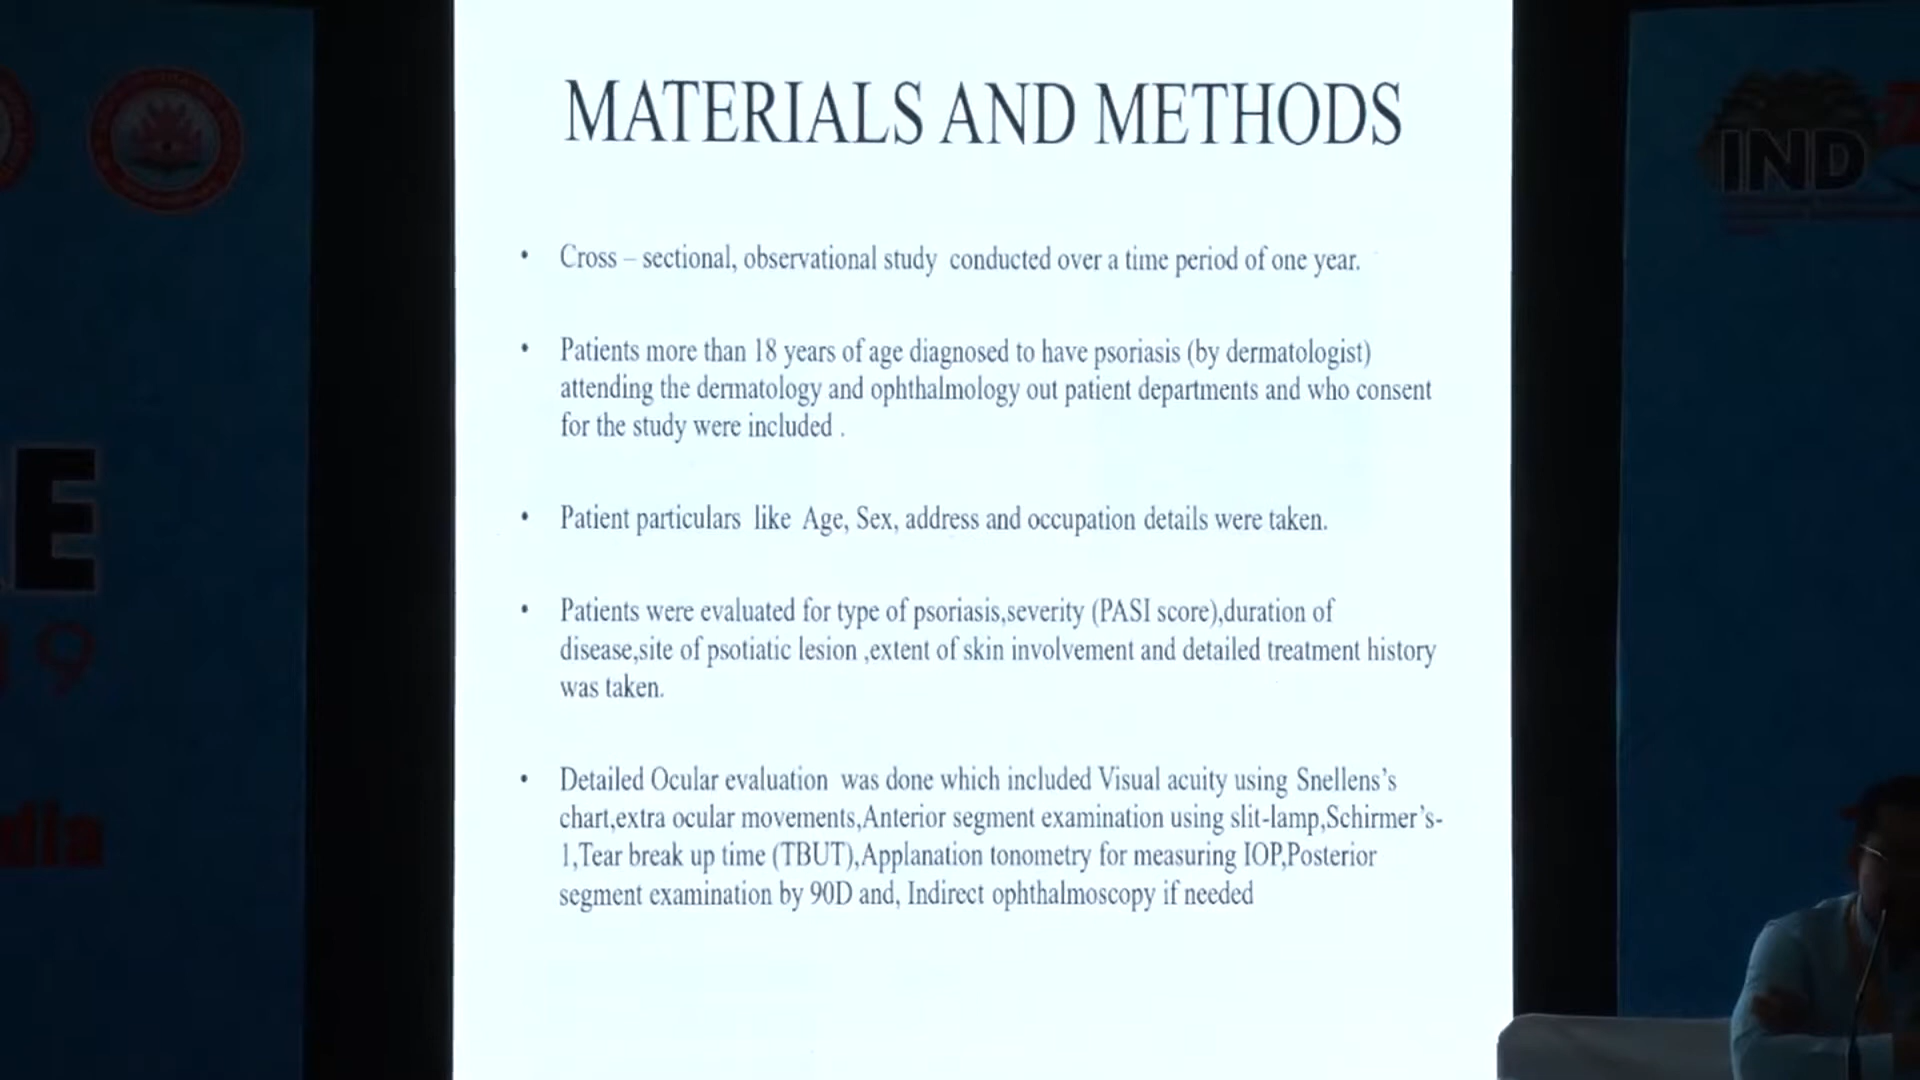 MATERIALS AND METHODS
• Cross – sectional, observational study conducted over a time period of one year.
• Patients more than 18 years of age diagnosed to have psoriasis (by dermatologist)
attending the dermatology and ophthalmology out patient departments and who consent
for the study were included .
• Patient particulars like Age, Sex, address and occupation details were taken.
• Patients were evaluated for type of psoriasis,severity (PASI score),duration of
disease,site of psotiatic lesion ,extent of skin involvement and detailed treatment history
was taken.
• Detailed Ocular evaluation was done which included Visual acuity using Snellens’s
chart,extra ocular movements,Anterior segment examination using slit-lamp,Schirmer’s-
1,Tear break up time (TBUT),Applanation tonometry for measuring IOP,Posterior
segment examination by 90D and, Indirect ophthalmoscopy if needed
E
9
dia
IND